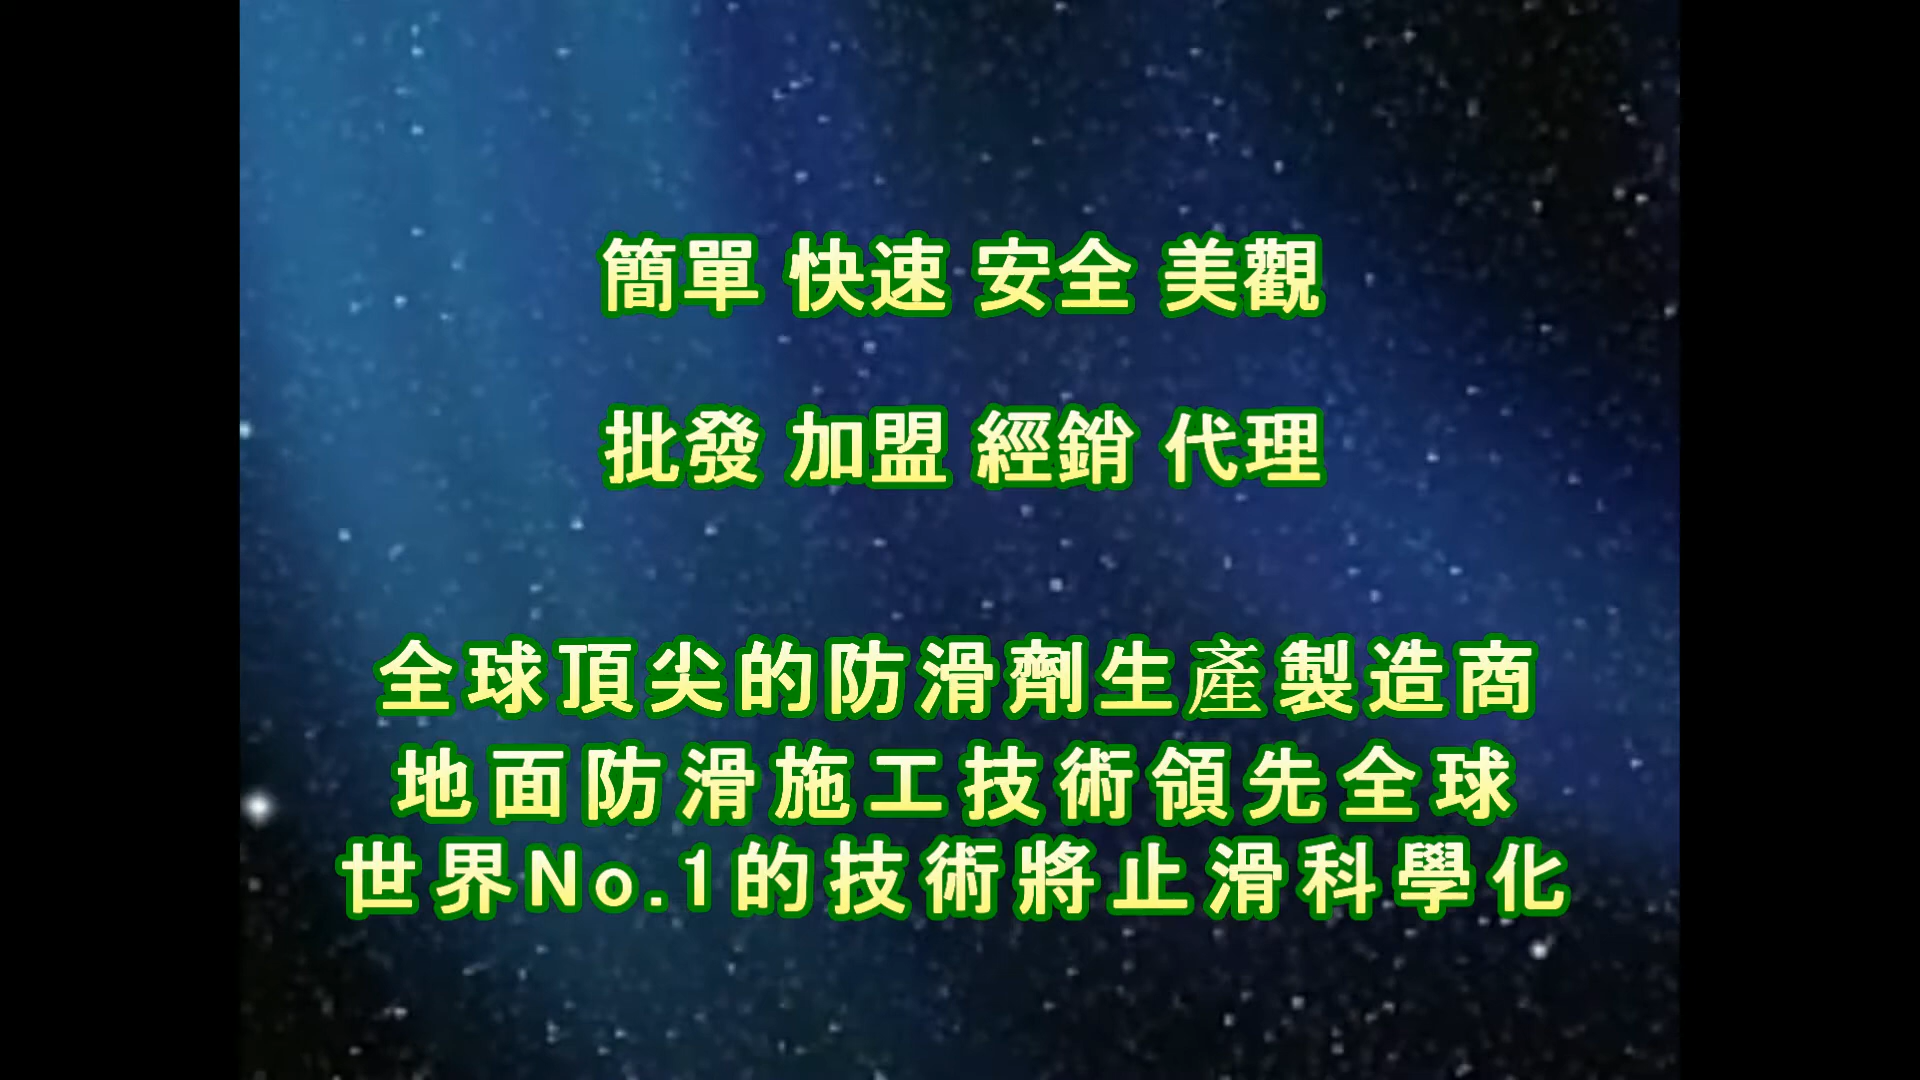 簡單 快速 安全 美觀
批發 加盟 經銷 代理
全球頂尖的防滑劑生產製造商
地面防滑施工技術領先全球
世界No.1的技術將止滑科學化